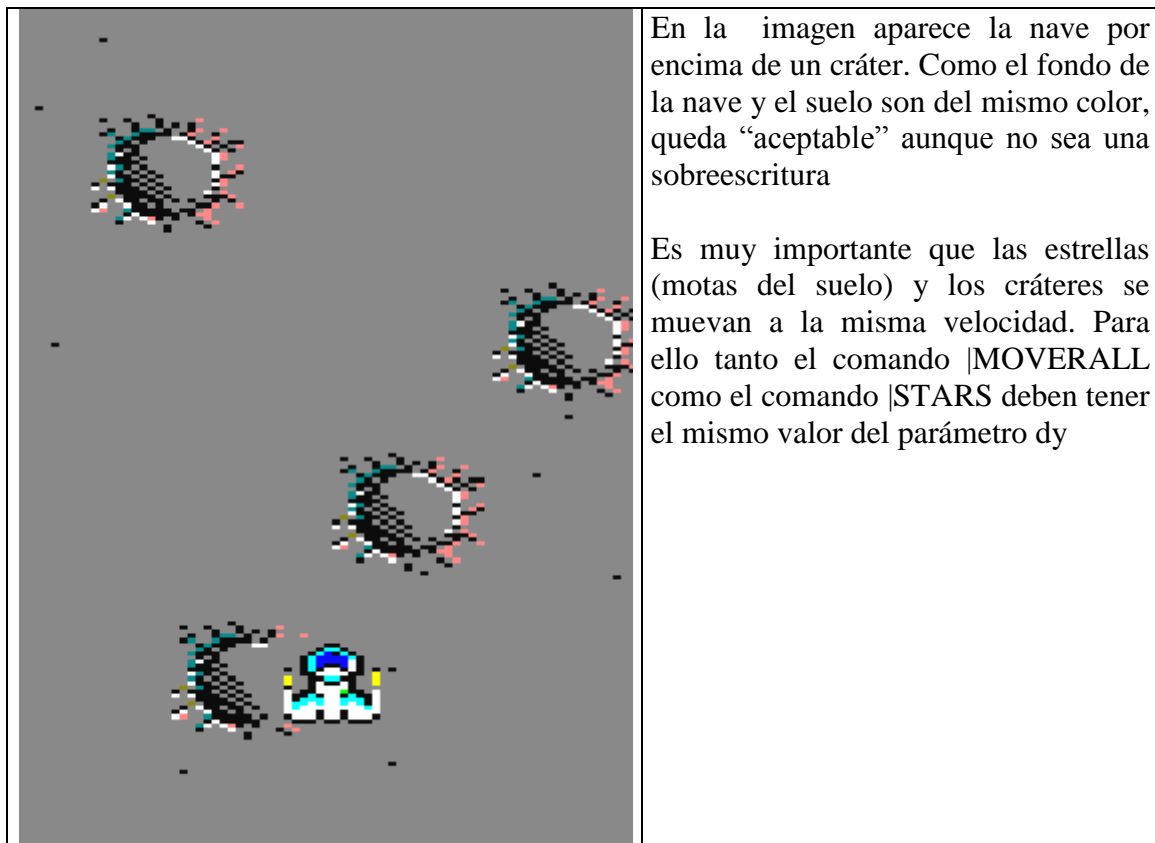 En la imagen aparece la nave por
encima de un cráter. Como el fondo de
la nave y el suelo son del mismo color,
queda “aceptable” aunque no sea una
sobreescritura
Es muy importante que las estrellas
(motas del suelo) y los cráteres se
muevan a la misma velocidad. Para
ello tanto el comando |MOVERALL
como el comando |STARS deben tener
el mismo valor del parámetro dy